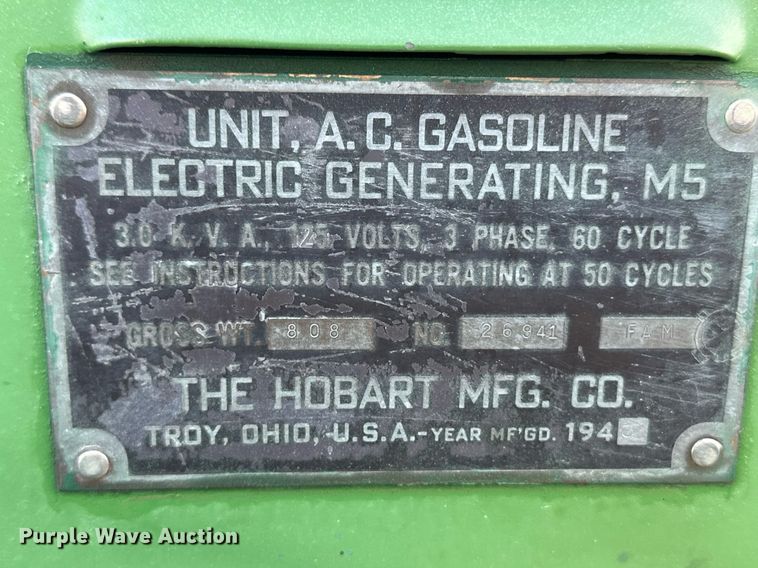 UNIT, A.C. GASOLINE
ELECTRIC GENERATING, M5
3.0 K.V.A., 125 VOLTS, 3 PHASE, 60 CYCLE
SEE INSTRUCTIONS FOR OPERATING AT 50 CYCLES
GROSS WT. 808 NO. 26941 FAM
THE HOBART MFG. CO.
TROY, OHIO, U.S.A.-YEAR MF'GD. 194
Purple Wave Auction